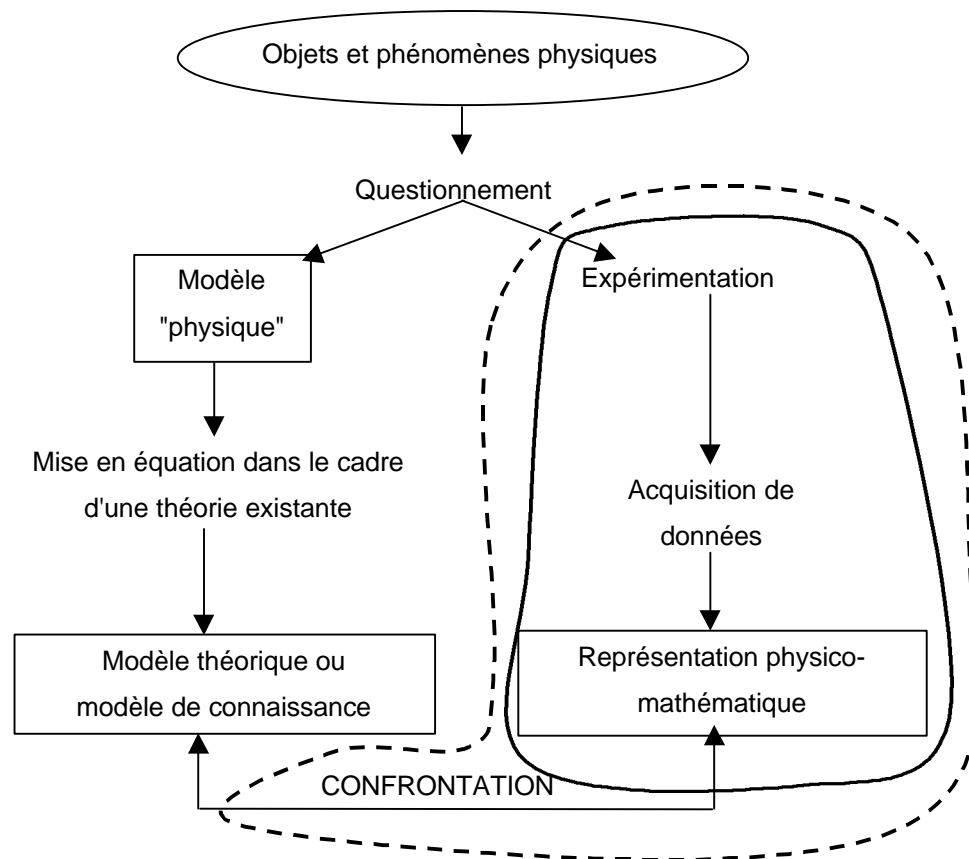 Objets et phénomènes physiques
Questionnement
Modèle
"physique"
Expérimentation
Mise en équation dans le cadre
d'une théorie existante
Acquisition de
données
Modèle théorique ou
modèle de connaissance
Représentation physico-
mathématique
CONFRONTATION